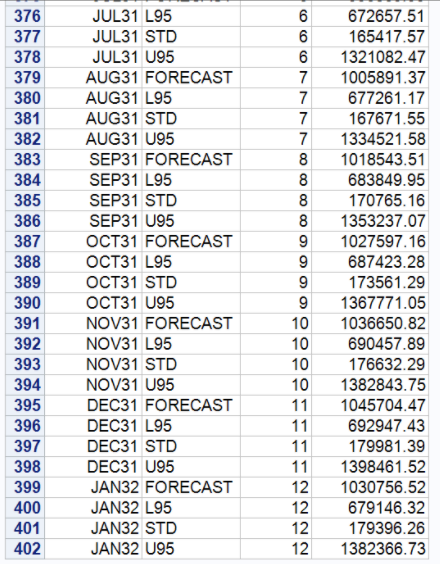 376 JUL31 L95 6 672657.51
377 JUL31 STD 6 165417.57
378 JUL31 U95 6 1321082.47
379 AUG31 FORECAST 7 1005891.37
380 AUG31 L95 7 677261.17
381 AUG31 STD 7 167671.55
382 AUG31 U95 7 1334521.58
383 SEP31 FORECAST 8 1018543.51
384 SEP31 L95 8 683849.95
385 SEP31 STD 8 170765.16
386 SEP31 U95 8 1353237.07
387 OCT31 FORECAST 9 1027597.16
388 OCT31 L95 9 687423.28
389 OCT31 STD 9 173561.29
390 OCT31 U95 9 1367771.05
391 NOV31 FORECAST 10 1036650.82
392 NOV31 L95 10 690457.89
393 NOV31 STD 10 176632.29
394 NOV31 U95 10 1382843.75
395 DEC31 FORECAST 11 1045704.47
396 DEC31 L95 11 692947.43
397 DEC31 STD 11 179981.39
398 DEC31 U95 11 1398461.52
399 JAN32 FORECAST 12 1030756.52
400 JAN32 L95 12 679146.32
401 JAN32 STD 12 179396.26
402 JAN32 U95 12 1382366.73